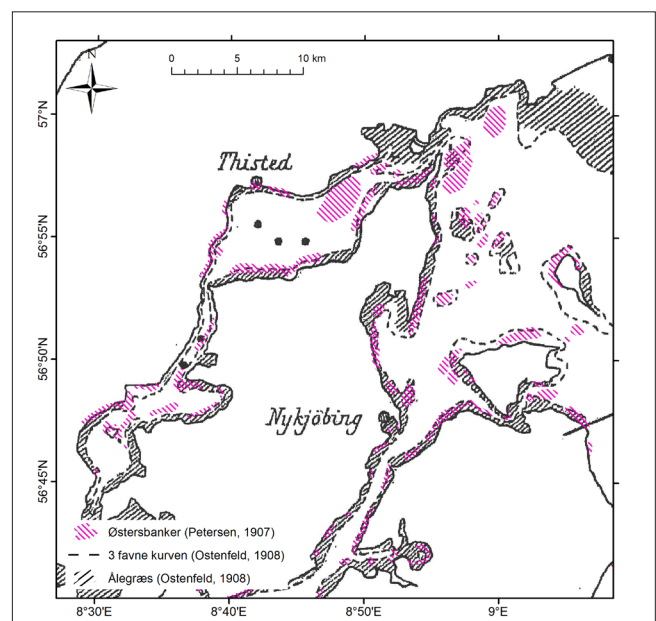 N
0 5 10 km
57°N
Thisted
56°55'N
56°50'N
Nykjöbing
56°45'N
Østersbanker (Petersen, 1907)
3 favne kurven (Ostenfeld, 1908)
Ålegræs (Ostenfeld, 1908)
8°30'E 8°40'E 8°50'E 9°E